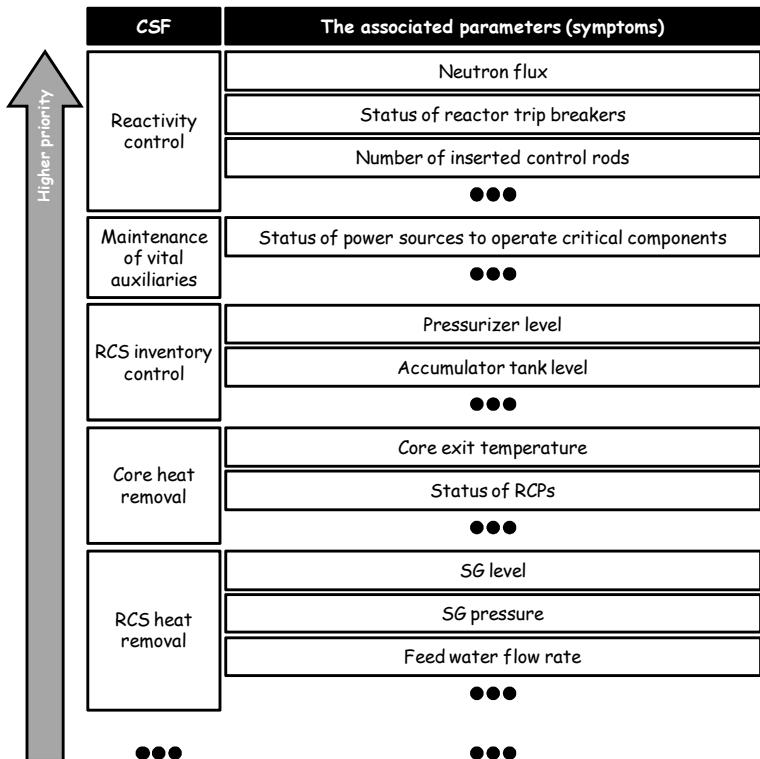 CSF
The associated parameters (symptoms)
Higher priority
Reactivity
control
Neutron flux
Status of reactor trip breakers
Number of inserted control rods
●●●
Maintenance
of vital
auxiliaries
Status of power sources to operate critical components
●●●
RCS inventory
control
Pressurizer level
Accumulator tank level
●●●
Core heat
removal
Core exit temperature
Status of RCPs
●●●
RCS heat
removal
SG level
SG pressure
Feed water flow rate
●●●
●●●
●●●